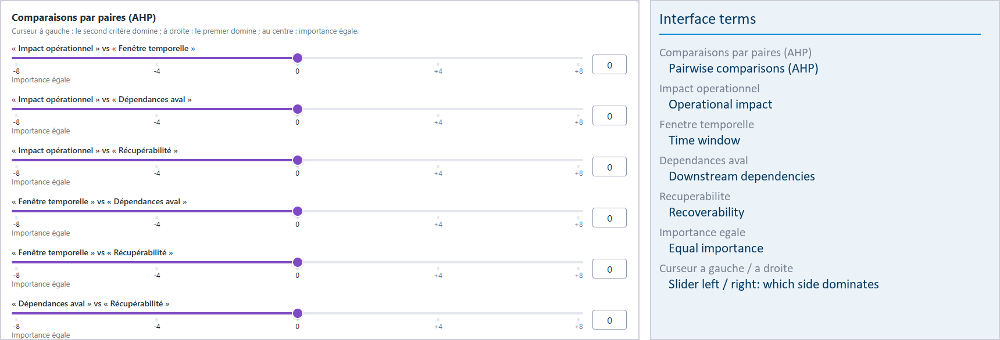 Comparaisons par paires (AHP)
Curseur à gauche : le second critère domine ; à droite : le premier domine ; au centre : importance égale.
« Impact opérationnel » vs « Fenêtre temporelle »
-8 -4 0 +4 +8 0
Importance égale
« Impact opérationnel » vs « Dépendances aval »
-8 -4 0 +4 +8 0
Importance égale
« Impact opérationnel » vs « Récupérabilité »
-8 -4 0 +4 +8 0
Importance égale
« Fenêtre temporelle » vs « Dépendances aval »
-8 -4 0 +4 +8 0
Importance égale
« Fenêtre temporelle » vs « Récupérabilité »
-8 -4 0 +4 +8 0
Importance égale
« Dépendances aval » vs « Récupérabilité »
-8 -4 0 +4 +8 0
Importance égale
Interface terms
Comparaisons par paires (AHP)
Pairwise comparisons (AHP)
Impact operationnel
Operational impact
Fenetre temporelle
Time window
Dependances aval
Downstream dependencies
Recuperabilite
Recoverability
Importance egale
Equal importance
Curseur a gauche / a droite
Slider left / right: which side dominates